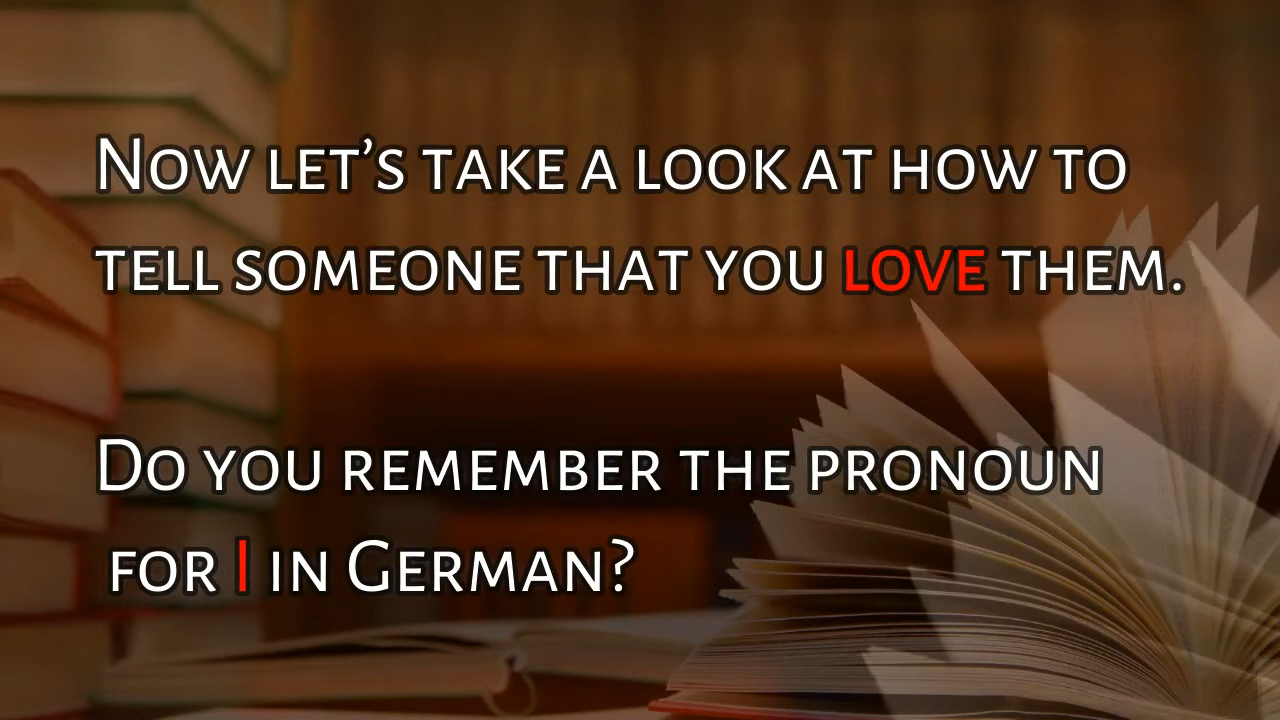 Now let’s take a look at how to
tell someone that you love them.
Do you remember the pronoun
for I in German?